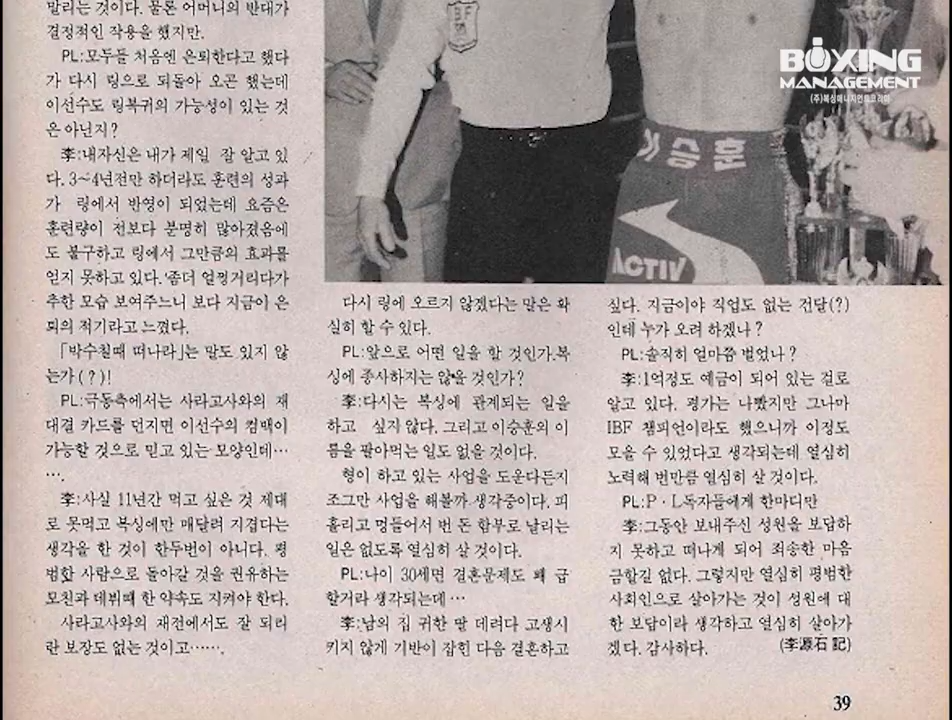 말리는 것이다. 물론 어머니의 반대가
결정적인 작용을 했지만.
PL:모두들 처음엔 은퇴한다고 했다
가 다시 링으로 되돌아 오곤 했는데
이선수도 링복귀의 가능성이 있는 것
은 아닌지?
李:내자신은 내가 제일 잘 알고 있
다. 3~4년전만 하더라도 훈련의 성과
가 링에서 반영이 되었는데 요즘은
훈련량이 전보다 분명히 많아졌음에
도 불구하고 링에서 그만큼의 효과를
얻지 못하고 있다. 좀더 얼쩡거리다가
추한 모습 보여주느니 보다 지금이 은
퇴의 적기라고 느꼈다.
「박수칠때 떠나라」는 말도 있지 않
는가(?)!
PL:극동측에서는 사라고사와의 재
대결 카드를 던지면 이선수의 컴백이
가능할 것으로 믿고 있는 모양인데…
….
李:사실 11년간 먹고 싶은 것 제대
로 못먹고 복싱에만 매달려 지겹다는
생각을 한 것이 한두번이 아니다. 평
범한 사람으로 돌아갈 것을 권유하는
모친과 데뷔때 한 약속도 지켜야 한다.
사라고사와의 재전에서도 잘 되리
란 보장도 없는 것이고…….
BF
이승훈
ACTIV
BOXING
MANAGEMENT
(주)복싱매니지먼트코리아
다시 링에 오르지 않겠다는 말은 확
실히 할 수 있다.
PL:앞으로 어떤 일을 할 것인가.복
싱에 종사하지는 않을 것인가?
李:다시는 복싱에 관계되는 일을
하고 싶지 않다. 그리고 이승훈의 이
름을 팔아먹는 일도 없을 것이다.
형이 하고 있는 사업을 도운다든지
조그만 사업을 해볼까 생각중이다. 피
흘리고 멍들어서 번 돈 함부로 날리는
일은 없도록 열심히 살 것이다.
PL:나이 30세면 결혼문제도 꽤 급
할거라 생각되는데…
李:남의 집 귀한 딸 데려다 고생시
키지 않게 기반이 잡힌 다음 결혼하고
싶다. 지금이야 직업도 없는 건달(?)
인데 누가 오려 하겠나?
PL:솔직히 얼마쯤 벌었나?
李:1억정도 예금이 되어 있는 걸로
알고 있다. 평가는 나빴지만 그나마
IBF 챔피언이라도 했으니까 이정도
모을 수 있었다고 생각되는데 열심히
노력해 번만큼 열심히 살 것이다.
PL:P·L독자들에게 한마디만
李:그동안 보내주신 성원을 보답하
지 못하고 떠나게 되어 죄송한 마음
금할길 없다. 그렇지만 열심히 평범한
사회인으로 살아가는 것이 성원에 대
한 보답이라 생각하고 열심히 살아가
겠다. 감사하다.
(李源石 記)
39